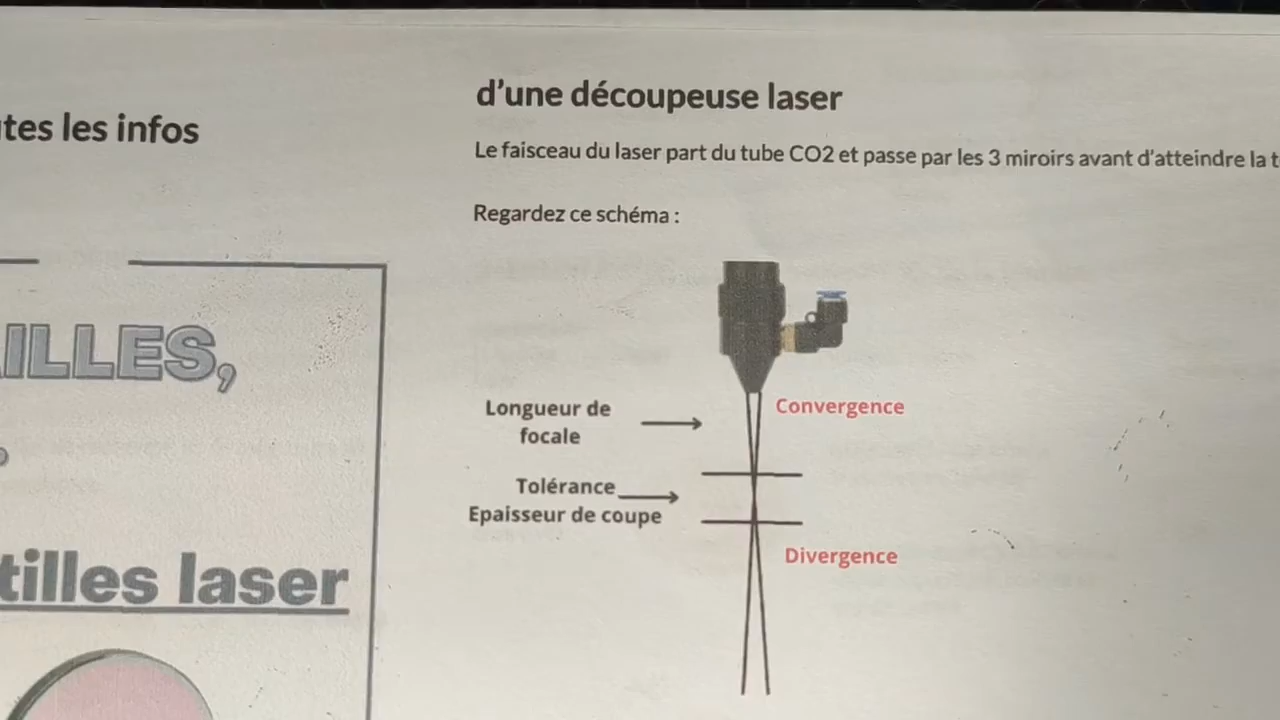 tes les infos
ILLES,
tilles laser
d'une découpeuse laser
Le faisceau du laser part du tube CO2 et passe par les 3 miroirs avant d'atteindre la t
Regardez ce schéma :
Longueur de
focale
Convergence
Tolérance
Epaisseur de coupe
Divergence